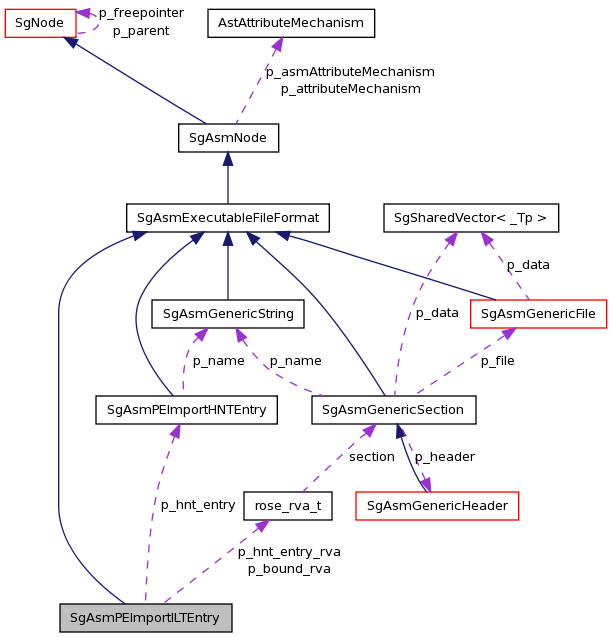 SgNode
p_freepointer
p_parent
AstAttributeMechanism
p_asmAttributeMechanism
p_attributeMechanism
SgAsmNode
SgAsmExecutableFileFormat
SgSharedVector< _Tp >
p_data
SgAsmGenericString
p_data
SgAsmGenericFile
p_name
p_name
p_file
SgAsmPEImportHNTEntry
SgAsmGenericSection
section
p_header
p_hnt_entry
rose_rva_t
SgAsmGenericHeader
p_hnt_entry_rva
p_bound_rva
SgAsmPEImportILTEntry